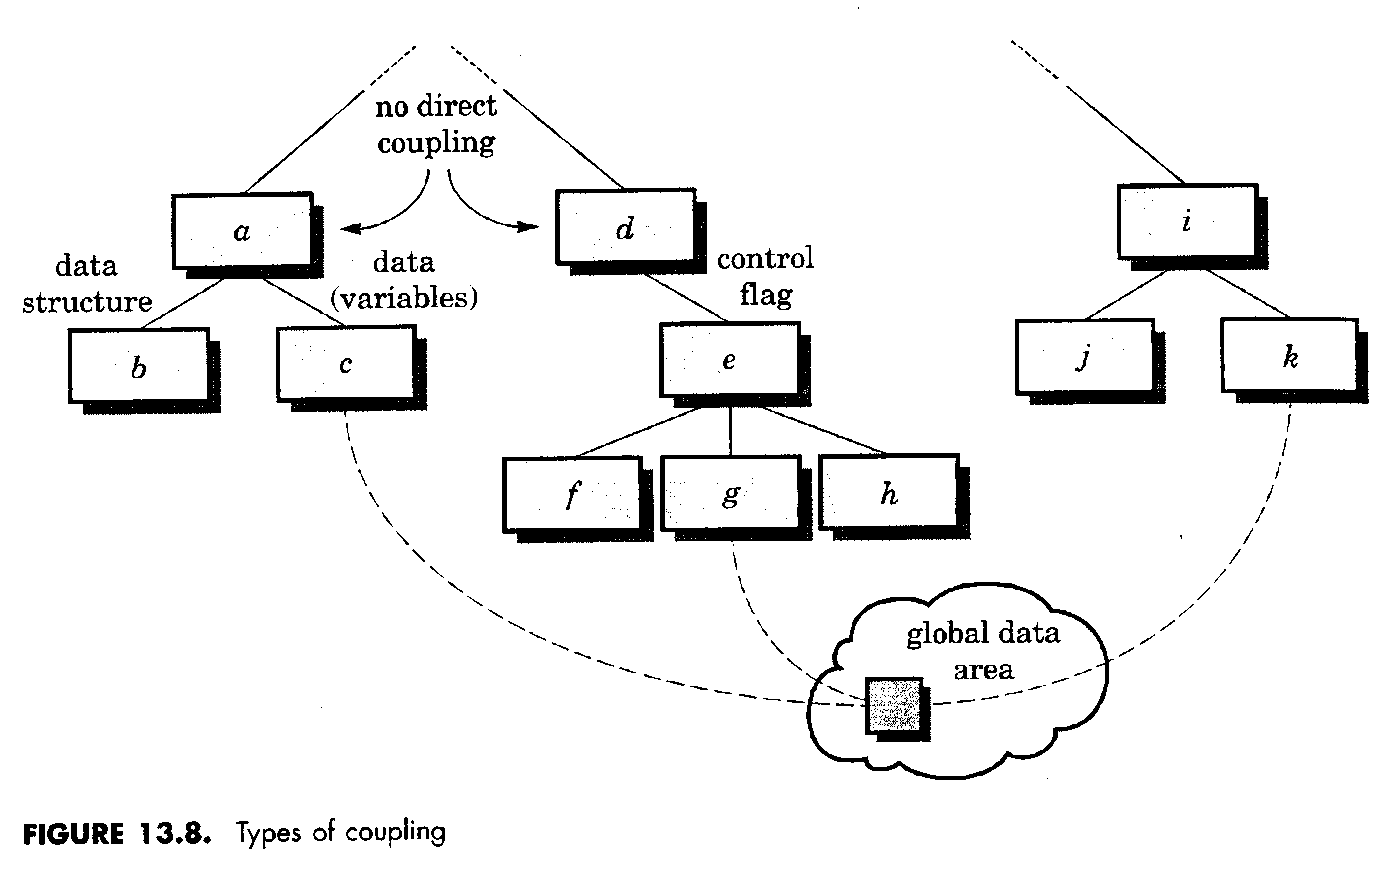 no direct
coupling
a
d
i
data
structure
data
(variables)
control
flag
b
c
e
j
k
f
g
h
global data
area
FIGURE 13.8. Types of coupling